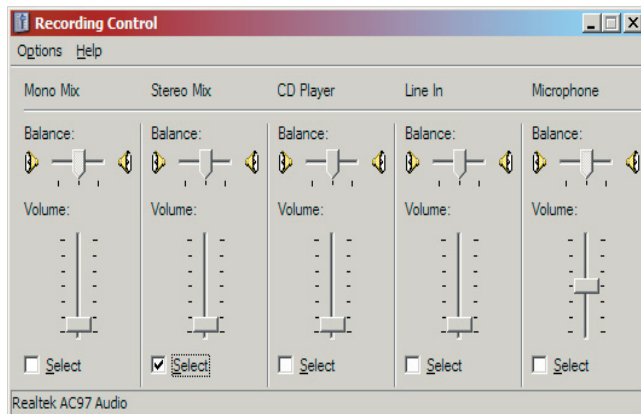 Recording Control
Options Help
Mono Mix Stereo Mix CD Player Line In Microphone
Balance: Balance: Balance: Balance: Balance:
Volume: Volume: Volume: Volume: Volume:
Select Select Select Select Select
Realtek AC97 Audio